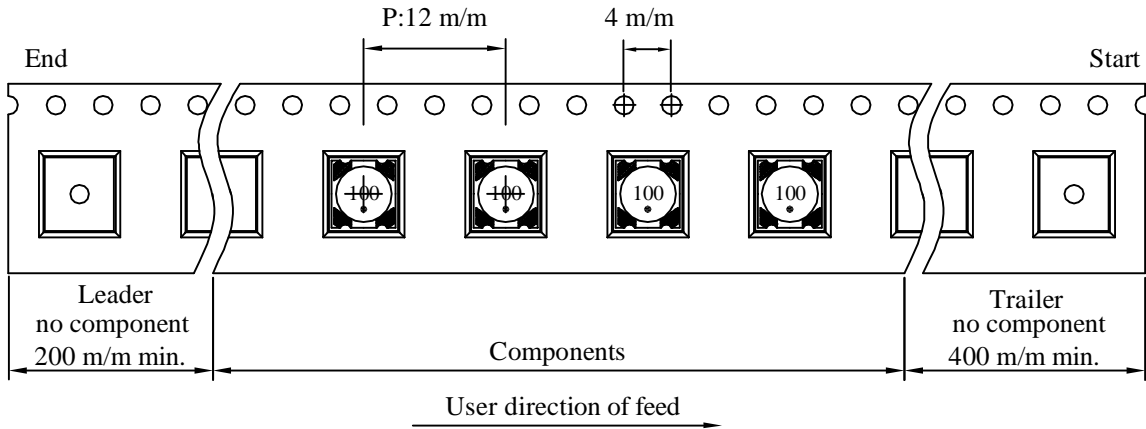 P:12 m/m
4 m/m
End
Start
100
100
100
100
Leader
no component
200 m/m min.
Components
Trailer
no component
400 m/m min.
User direction of feed